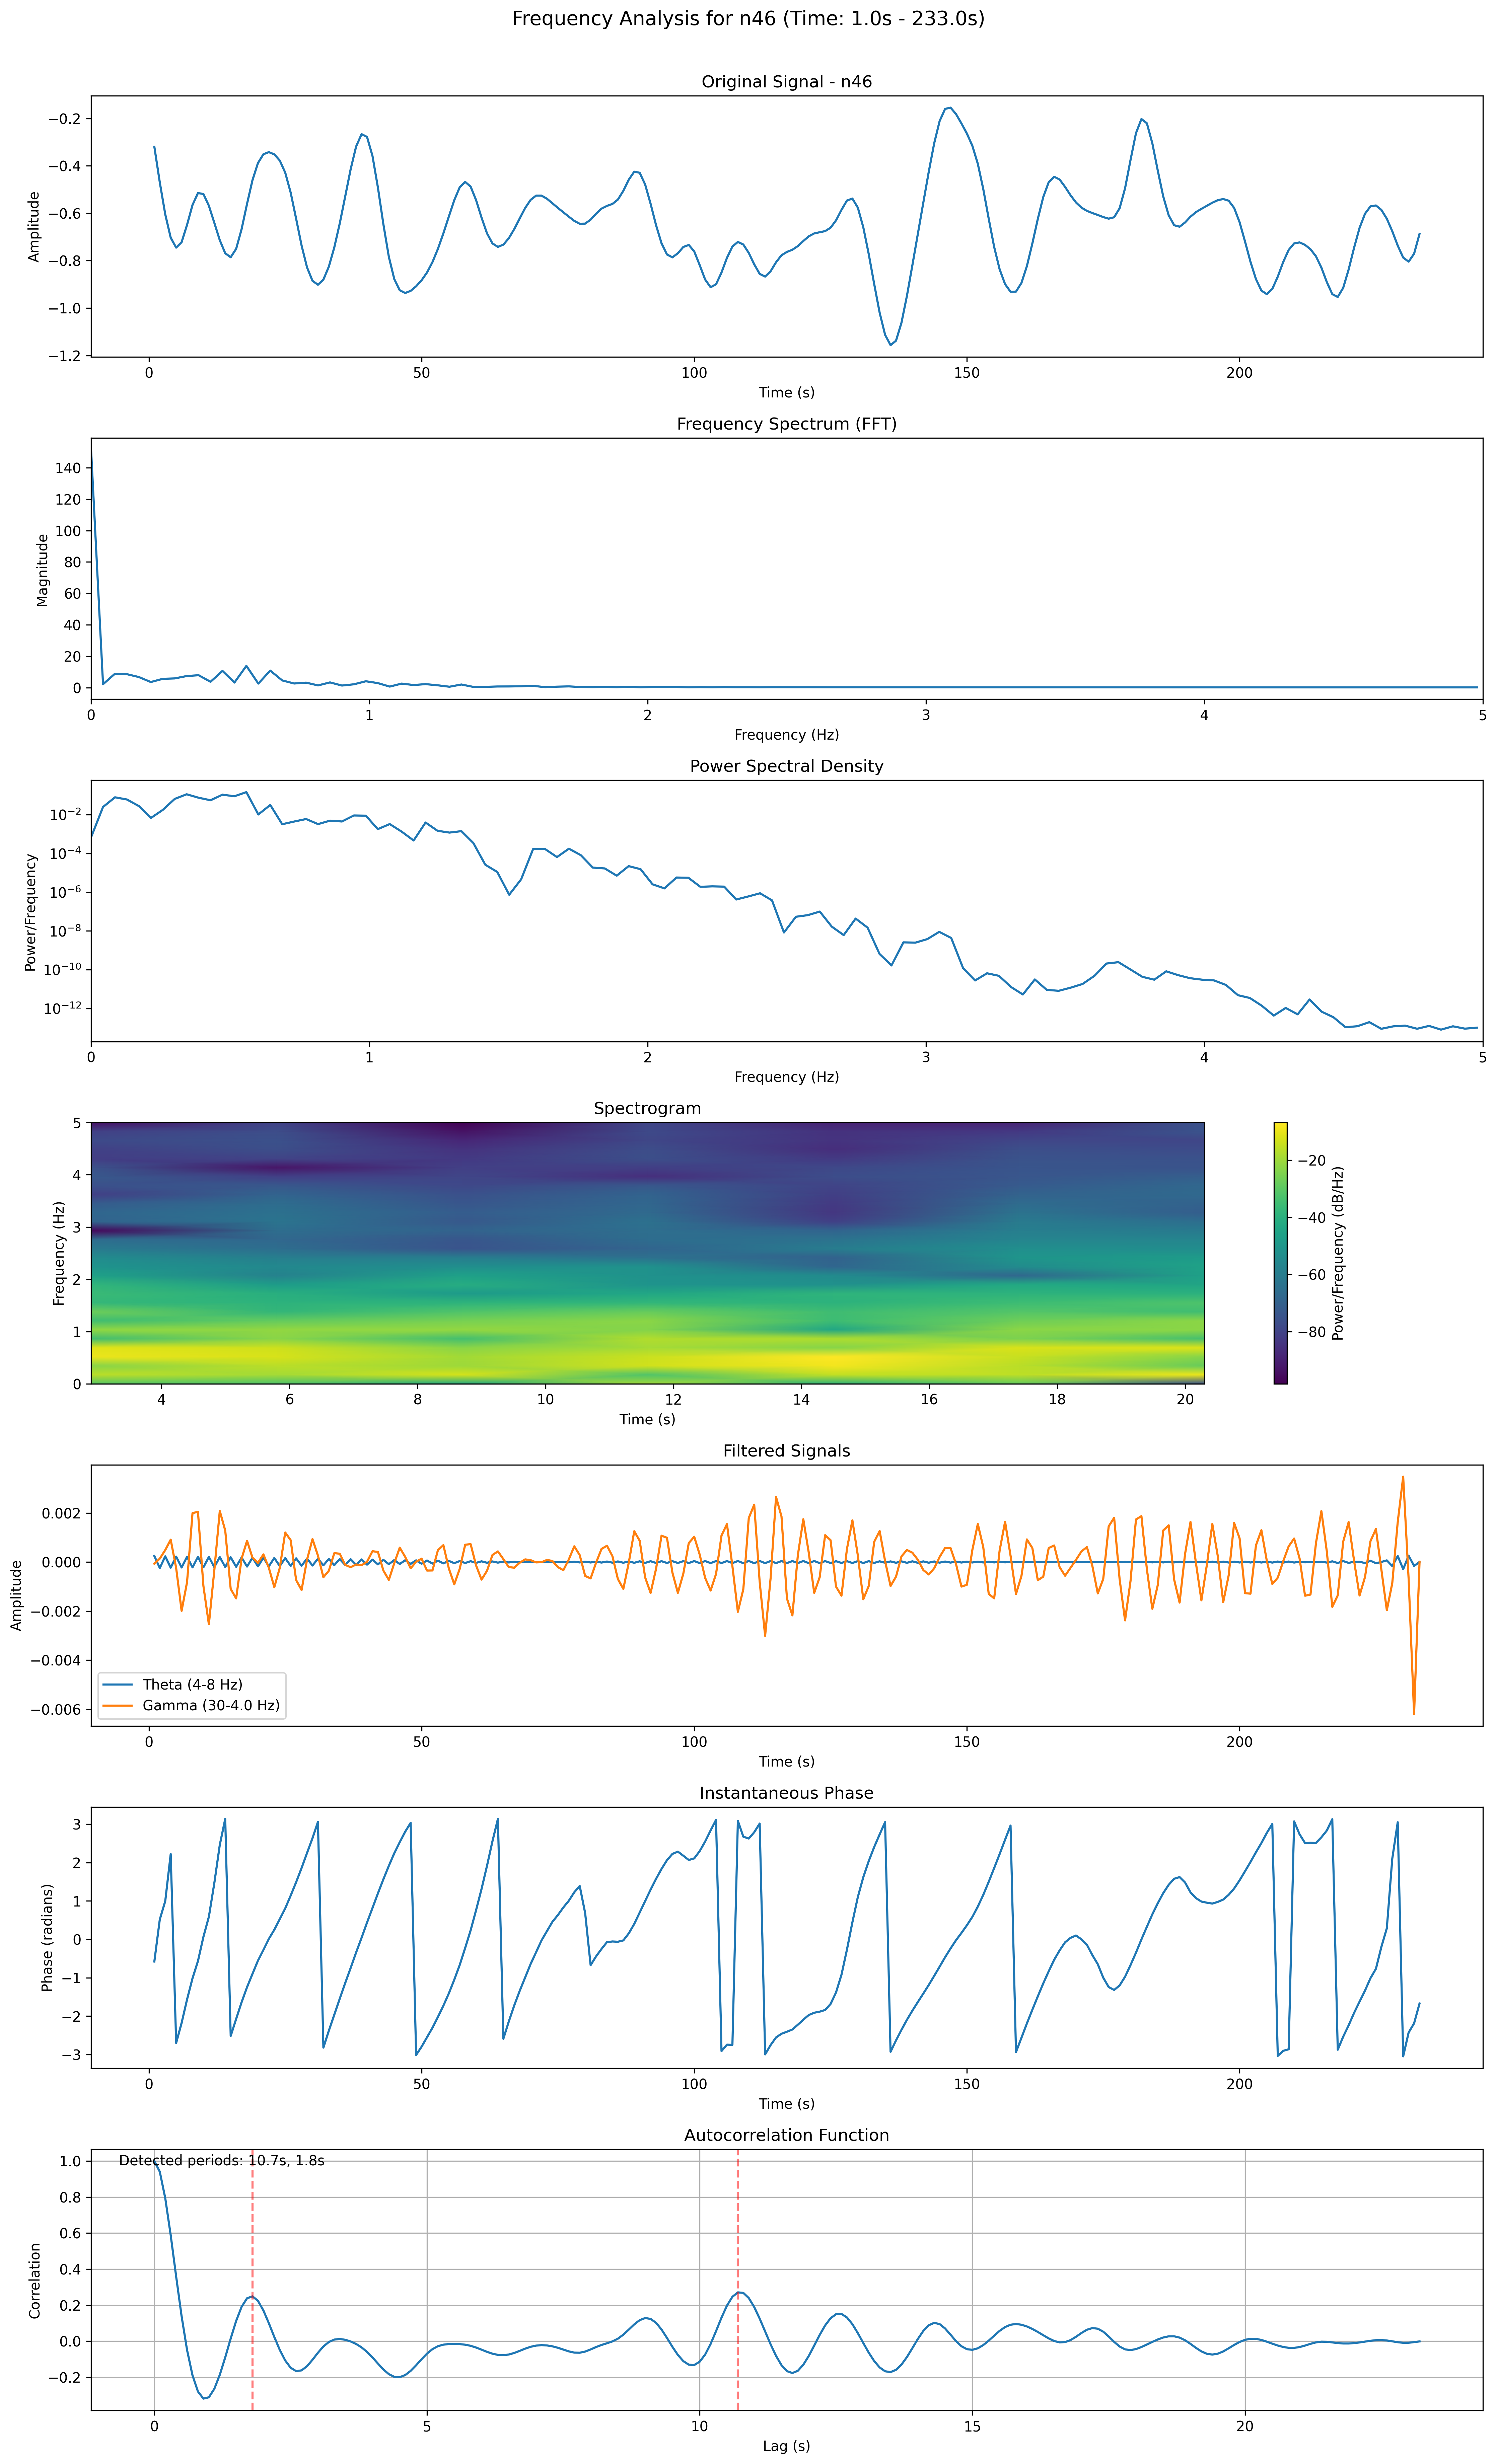 Frequency Analysis for n46 (Time: 1.0s - 233.0s)
Original Signal - n46
Amplitude
−0.2
−0.4
−0.6
−0.8
−1.0
−1.2
0 50 100 150 200
Time (s)
Frequency Spectrum (FFT)
Magnitude
140
120
100
80
60
40
20
0
0 1 2 3 4 5
Frequency (Hz)
Power Spectral Density
Power/Frequency
10⁻²
10⁻⁴
10⁻⁶
10⁻⁸
10⁻¹⁰
10⁻¹²
0 1 2 3 4 5
Frequency (Hz)
Spectrogram
Frequency (Hz)
5
4
3
2
1
0
4 6 8 10 12 14 16 18 20
Time (s)
−20
−40
−60
−80
Power/Frequency (dB/Hz)
Filtered Signals
Amplitude
0.002
0.000
−0.002
−0.004
−0.006
Theta (4-8 Hz)
Gamma (30-4.0 Hz)
0 50 100 150 200
Time (s)
Instantaneous Phase
Phase (radians)
3
2
1
0
−1
−2
−3
0 50 100 150 200
Time (s)
Autocorrelation Function
Detected periods: 10.7s, 1.8s
Correlation
1.0
0.8
0.6
0.4
0.2
0.0
−0.2
0 5 10 15 20
Lag (s)